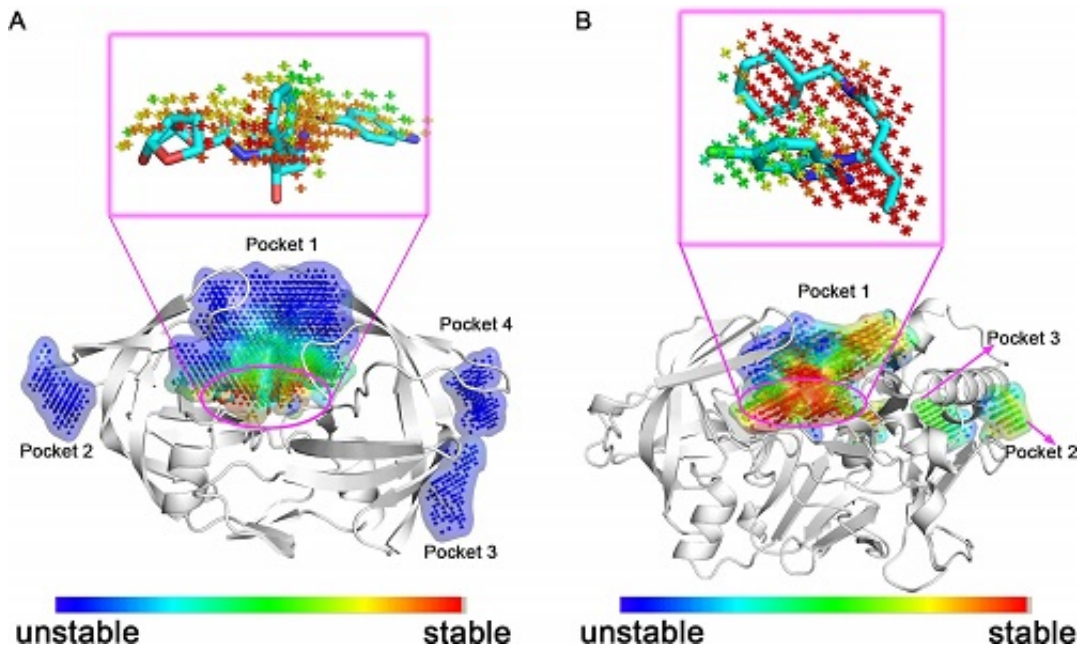 A
Pocket 1
Pocket 2
Pocket 4
Pocket 3
unstable
stable
B
Pocket 1
Pocket 3
Pocket 2
unstable
stable